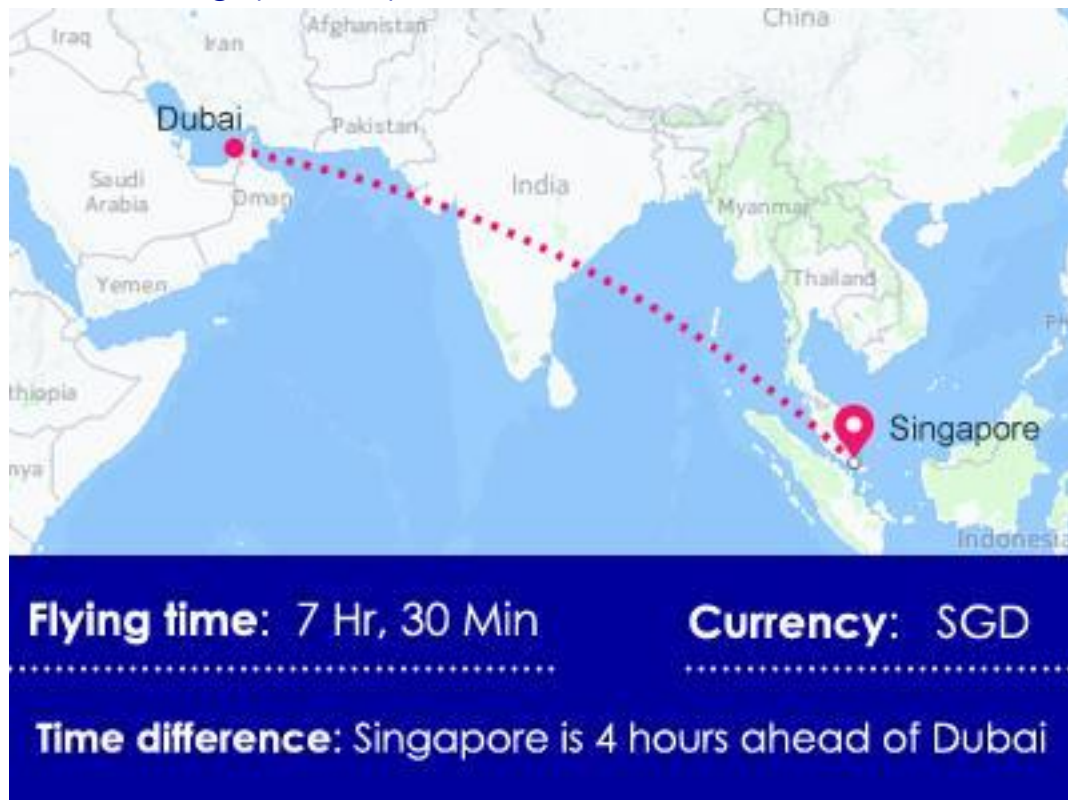 China
Afghanistan
Iraq
Iran
Dubai
Pakistan
Saudi
Arabia
Oman
India
Myanmar
Yemen
Thailand
Ph
thiopia
Singapore
nya
Indonesia
Flying time: 7 Hr, 30 Min
Currency: SGD
Time difference: Singapore is 4 hours ahead of Dubai